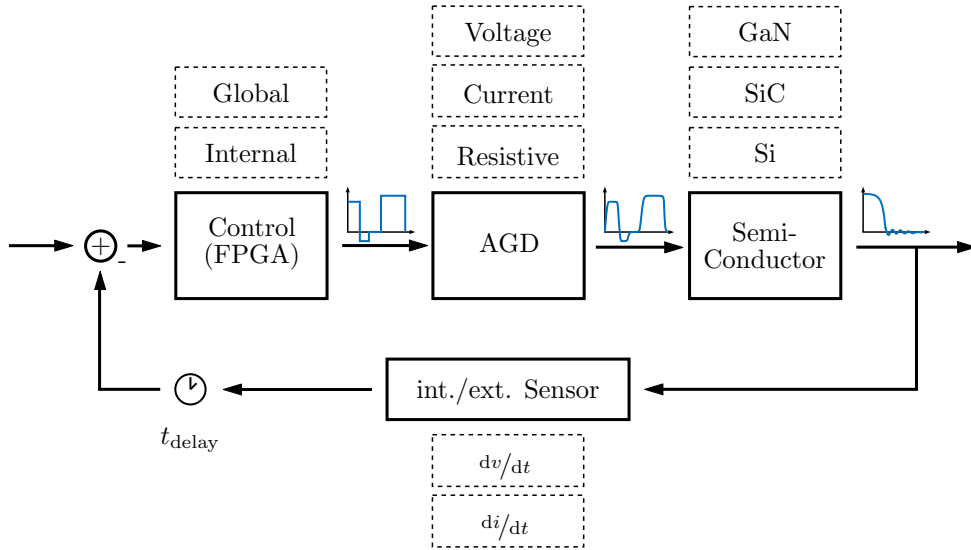 Voltage
GaN
Global
Current
SiC
Internal
Resistive
Si
Control
(FPGA)
AGD
Semi-
Conductor
+
-
int./ext. Sensor
t_delay
dv/dt
di/dt